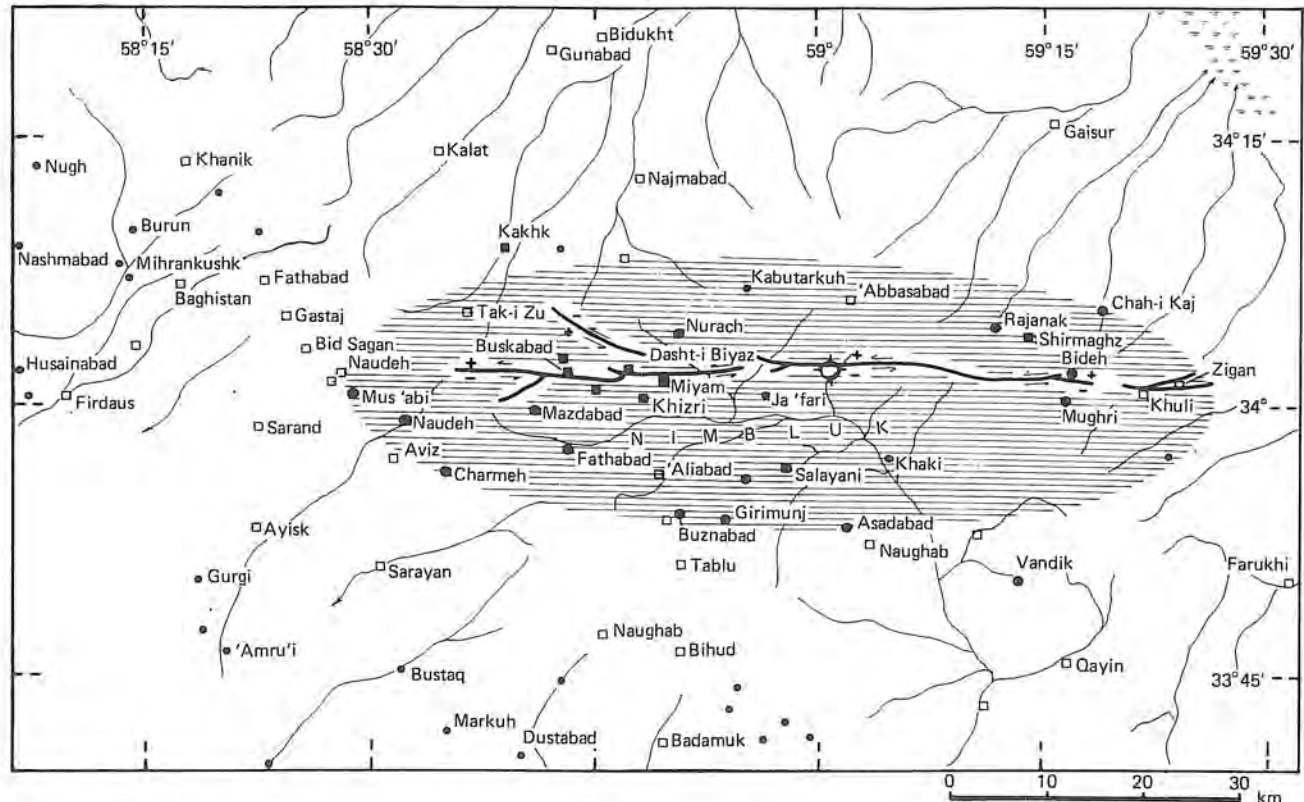 58°15′
58°30′
59°
59°15′
59°30′
Bidukht
Gunabad
Gaisur
34°15′
Nugh
Khanik
Kalat
Najmabad
Burun
Kakhk
Nashmabad
Mihrankushk
Fathabad
Baghistan
Kabutarkuh
'Abbasabad
Chah-i Kaj
Gastaj
Tak-i Zu
Nurach
Rajanak
Shirmaghz
Bid Sagan
Buskabad
Dasht-i Biyaz
Bideh
Husainabad
Naudeh
Zigan
Miyam
Firdaus
Mus 'abi
Mazdabad
Khizri
Ja 'fari
Mughri
Khuli
34°
Sarand
Naudeh
NIMBLUK
Aviz
Fathabad
'Aliabad
Salayani
Khaki
Charmeh
Girimunj
Asadabad
Ayisk
Buznabad
Naughab
Sarayan
Tablu
Vandik
Farukhi
Gurgi
Naughab
Bihud
'Amru'i
Bustaq
Qayin
33°45′
Markuh
Dustabad
Badamuk
0 10 20 30
km